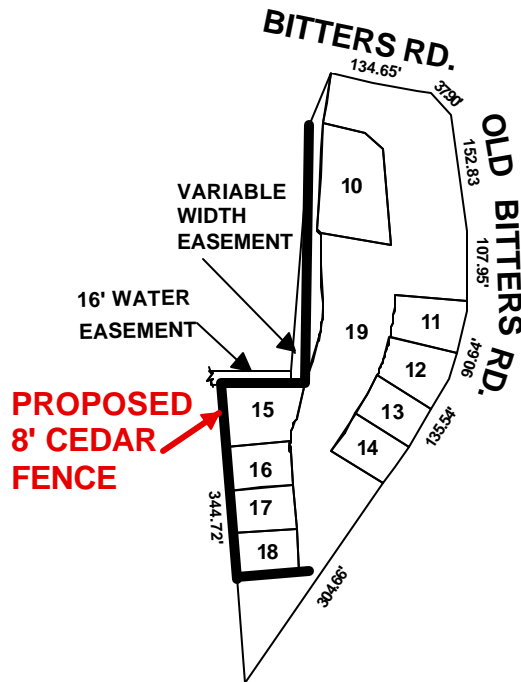 BITTERS RD.
134.65'
37.90'
OLD BITTERS RD.
152.83
10
VARIABLE
WIDTH
EASEMENT
107.95'
16' WATER
EASEMENT
19
11
12
90.64'
PROPOSED
8' CEDAR
FENCE
15
13
135.54'
14
16
17
344.72'
18
304.66'